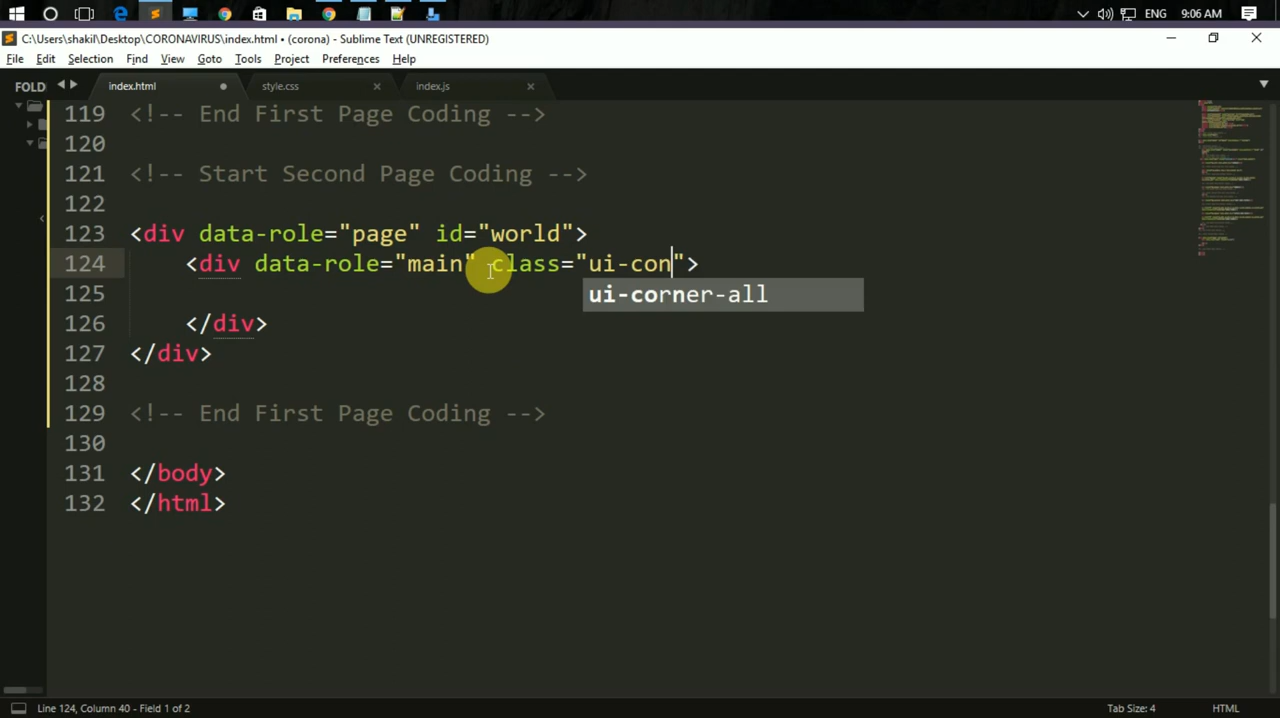 ENG 9:06 AM
C:\Users\shakil\Desktop\CORONAVIRUS\index.html • (corona) - Sublime Text (UNREGISTERED)
File Edit Selection View Goto Tools Project Preferences Help
FOLD
index.html style.css index.js
119 <!-- End First Page Coding -->
120
121 <!-- Start Second Page Coding -->
122
123 <div data-role="page" id="world">
124 <div data-role="main" class="ui-con">
125 ui-corner-all
126 </div>
127 </div>
128
129 <!-- End First Page Coding -->
130
131 </body>
132 </html>
Line 124, Column 40 - Field 1 of 2 Tab Size: 4 HTML